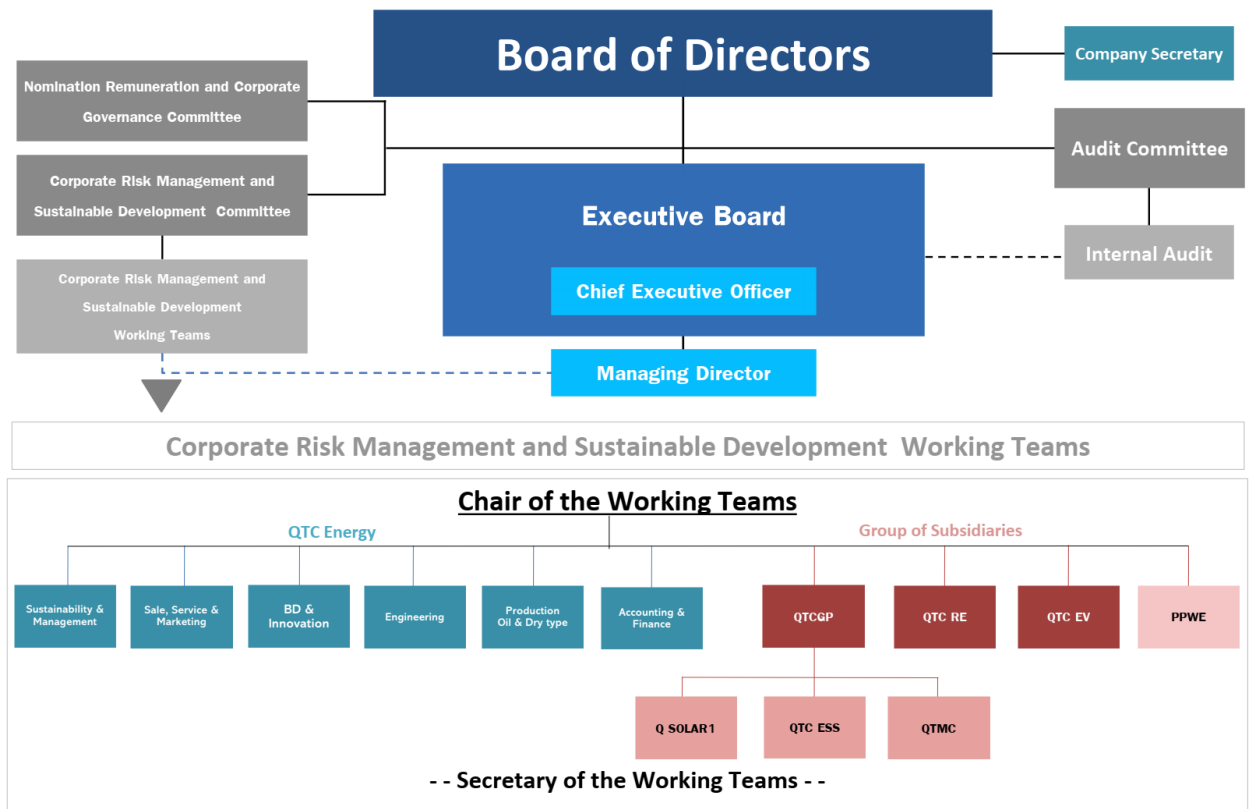 Board of Directors
Company Secretary
Nomination Remuneration and Corporate
Governance Committee
Audit Committee
Corporate Risk Management and
Sustainable Development Committee
Executive Board
Internal Audit
Corporate Risk Management and
Sustainable Development
Working Teams
Chief Executive Officer
Managing Director
Corporate Risk Management and Sustainable Development Working Teams
Chair of the Working Teams
QTC Energy
Group of Subsidiaries
Sustainability &
Management
Sale, Service &
Marketing
BD &
Innovation
Engineering
Production
Oil & Dry type
Accounting &
Finance
QTCGP
QTC RE
QTC EV
PPWE
Q SOLAR1
QTC ESS
QTMC
- - Secretary of the Working Teams - -